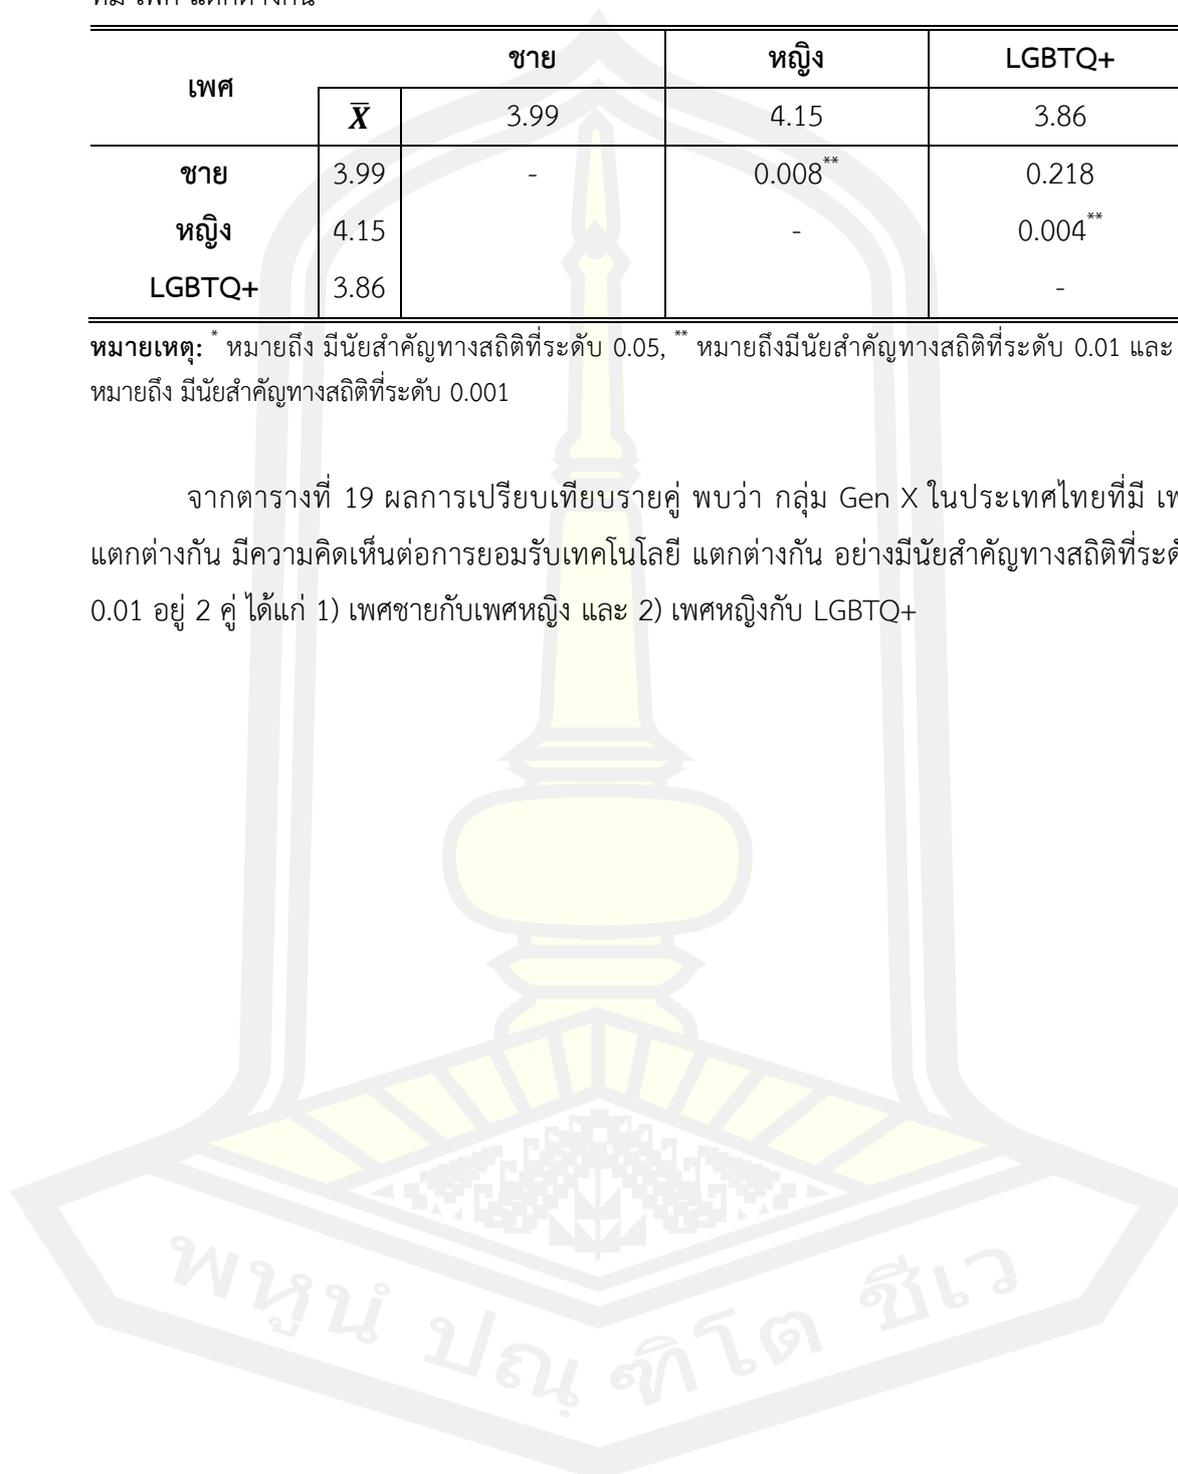 เพศ ชาย หญิง LGBTQ+
X̄ 3.99 4.15 3.86
ชาย 3.99 - 0.008** 0.218
หญิง 4.15 - 0.004**
LGBTQ+ 3.86 -
หมายเหตุ: * หมายถึง มีนัยสำคัญทางสถิติที่ระดับ 0.05, ** หมายถึงมีนัยสำคัญทางสถิติที่ระดับ 0.01 และ
หมายถึง มีนัยสำคัญทางสถิติที่ระดับ 0.001
จากตารางที่ 19 ผลการเปรียบเทียบรายคู่ พบว่า กลุ่ม Gen X ในประเทศไทยที่มี
แตกต่างกัน มีความคิดเห็นต่อการยอมรับเทคโนโลยี แตกต่างกัน อย่างมีนัยสำคัญทางสถิติที่
0.01 อยู่ 2 คู่ ได้แก่ 1) เพศชายกับเพศหญิง และ 2) เพศหญิงกับ LGBTQ+
พหูนํ ปณฺฑิโต ชีเว